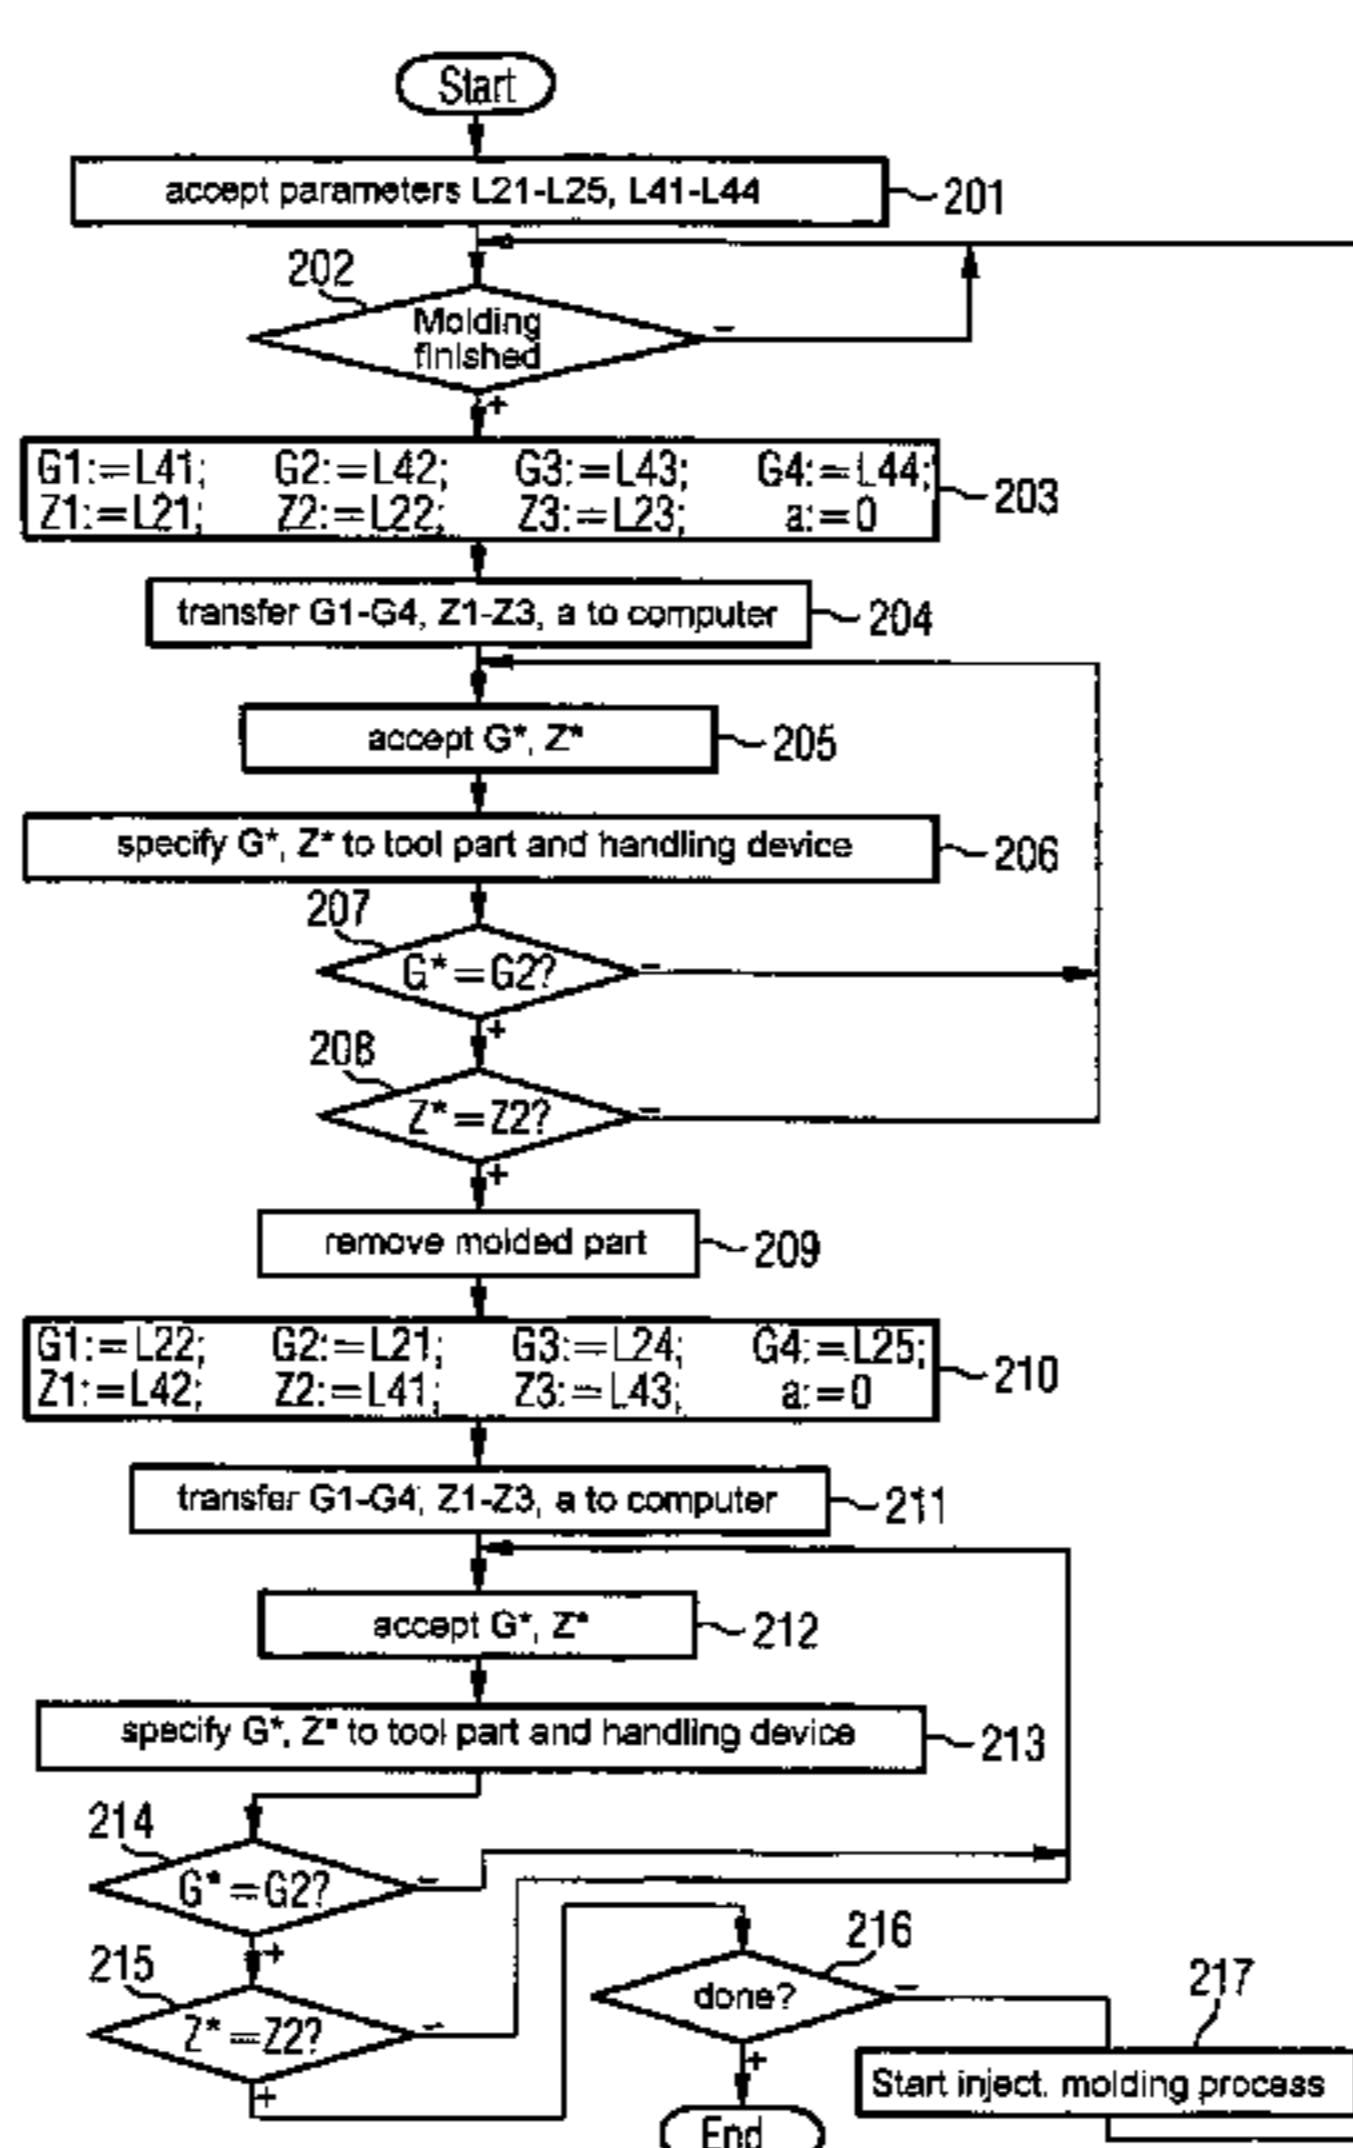 Start
accept parameters L21-L25, L41-L44
201
202
Molding
finished
-
+
G1:=L41; G2:=L42; G3:=L43; G4:=L44;
Z1:=L21; Z2:=L22; Z3:=L23; a:=0
203
transfer G1-G4, Z1-Z3, a to computer
204
accept G*, Z*
205
specify G*, Z* to tool part and handling device
206
207
G*=G2?
-
+
208
Z*=Z2?
-
+
remove molded part
209
G1:=L22; G2:=L21; G3:=L24; G4:=L25;
Z1:=L42; Z2:=L41; Z3:=L43; a:=0
210
transfer G1-G4, Z1-Z3, a to computer
211
accept G*, Z*
212
specify G*, Z* to tool part and handling device
213
214
G*=G2?
-
+
215
Z*=Z2?
-
+
216
done?
-
+
217
Start inject. molding process
End